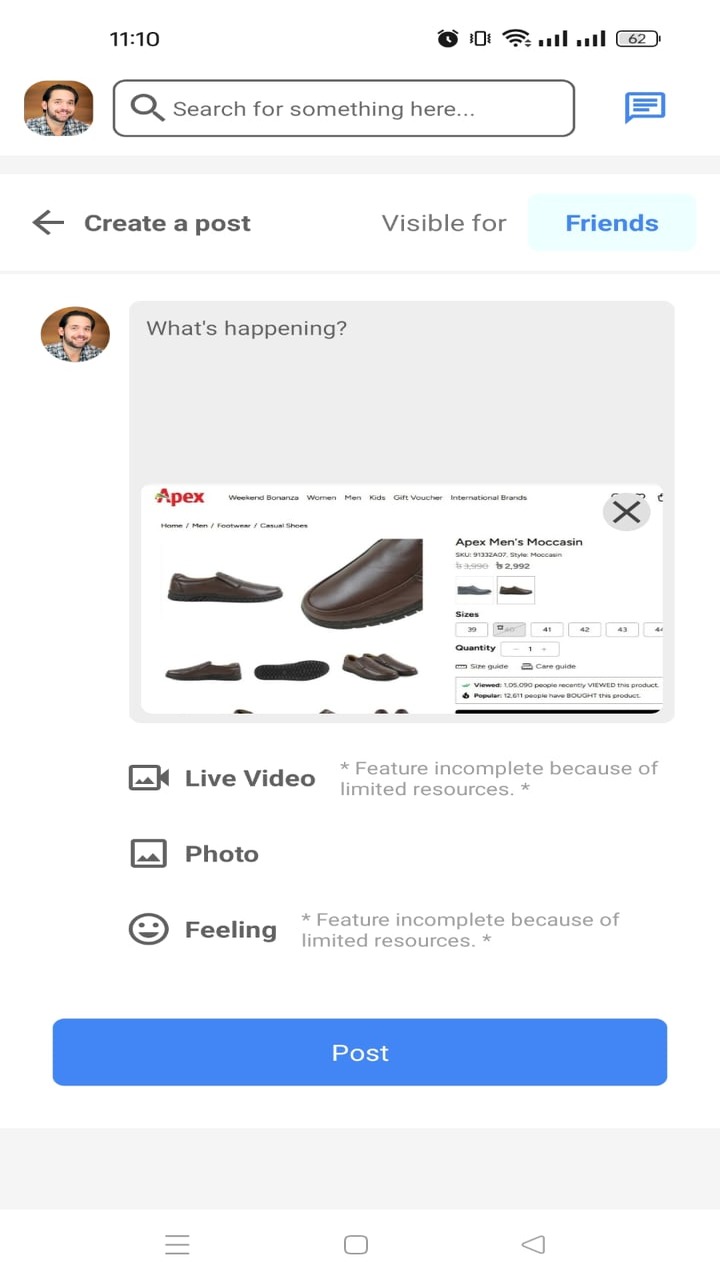 11:10
62
Search for something here...
Create a post
Visible for
Friends
What's happening?
Apex
Weekend Bonanza Women Men Kids Gift Voucher International Brands
Home / Men / Footwear / Casual Shoes
Apex Men's Moccasin
SKU: 91332A07, Style: Moccasin
৳ 3,990 ৳ 2,992
Sizes
39 40 41 42 43
Quantity - 1 +
Size guide Care guide
Viewed: 1,05,090 people recently VIEWED this product.
Popular: 12,611 people have BOUGHT this product.
Live Video
* Feature incomplete because of
limited resources. *
Photo
Feeling
* Feature incomplete because of
limited resources. *
Post